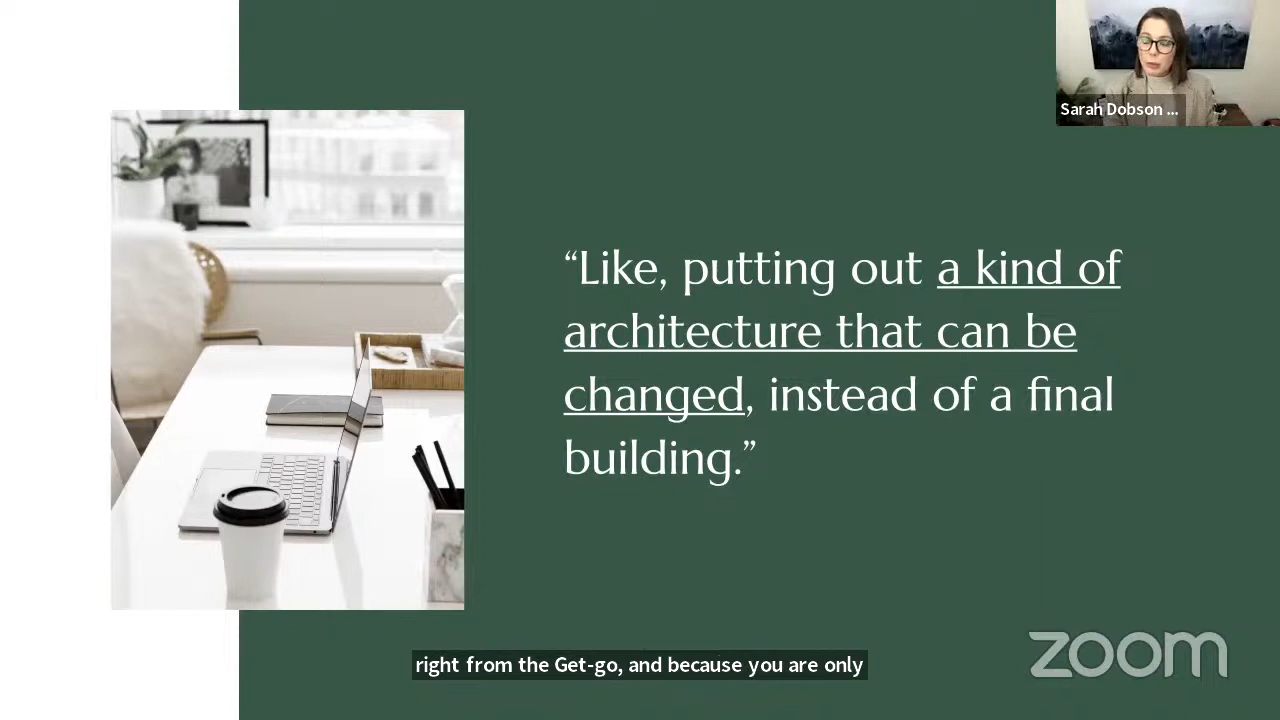 Sarah Dobson ...
“Like, putting out a kind of
architecture that can be
changed, instead of a final
building.”
right from the Get-go, and because you are only
zoom